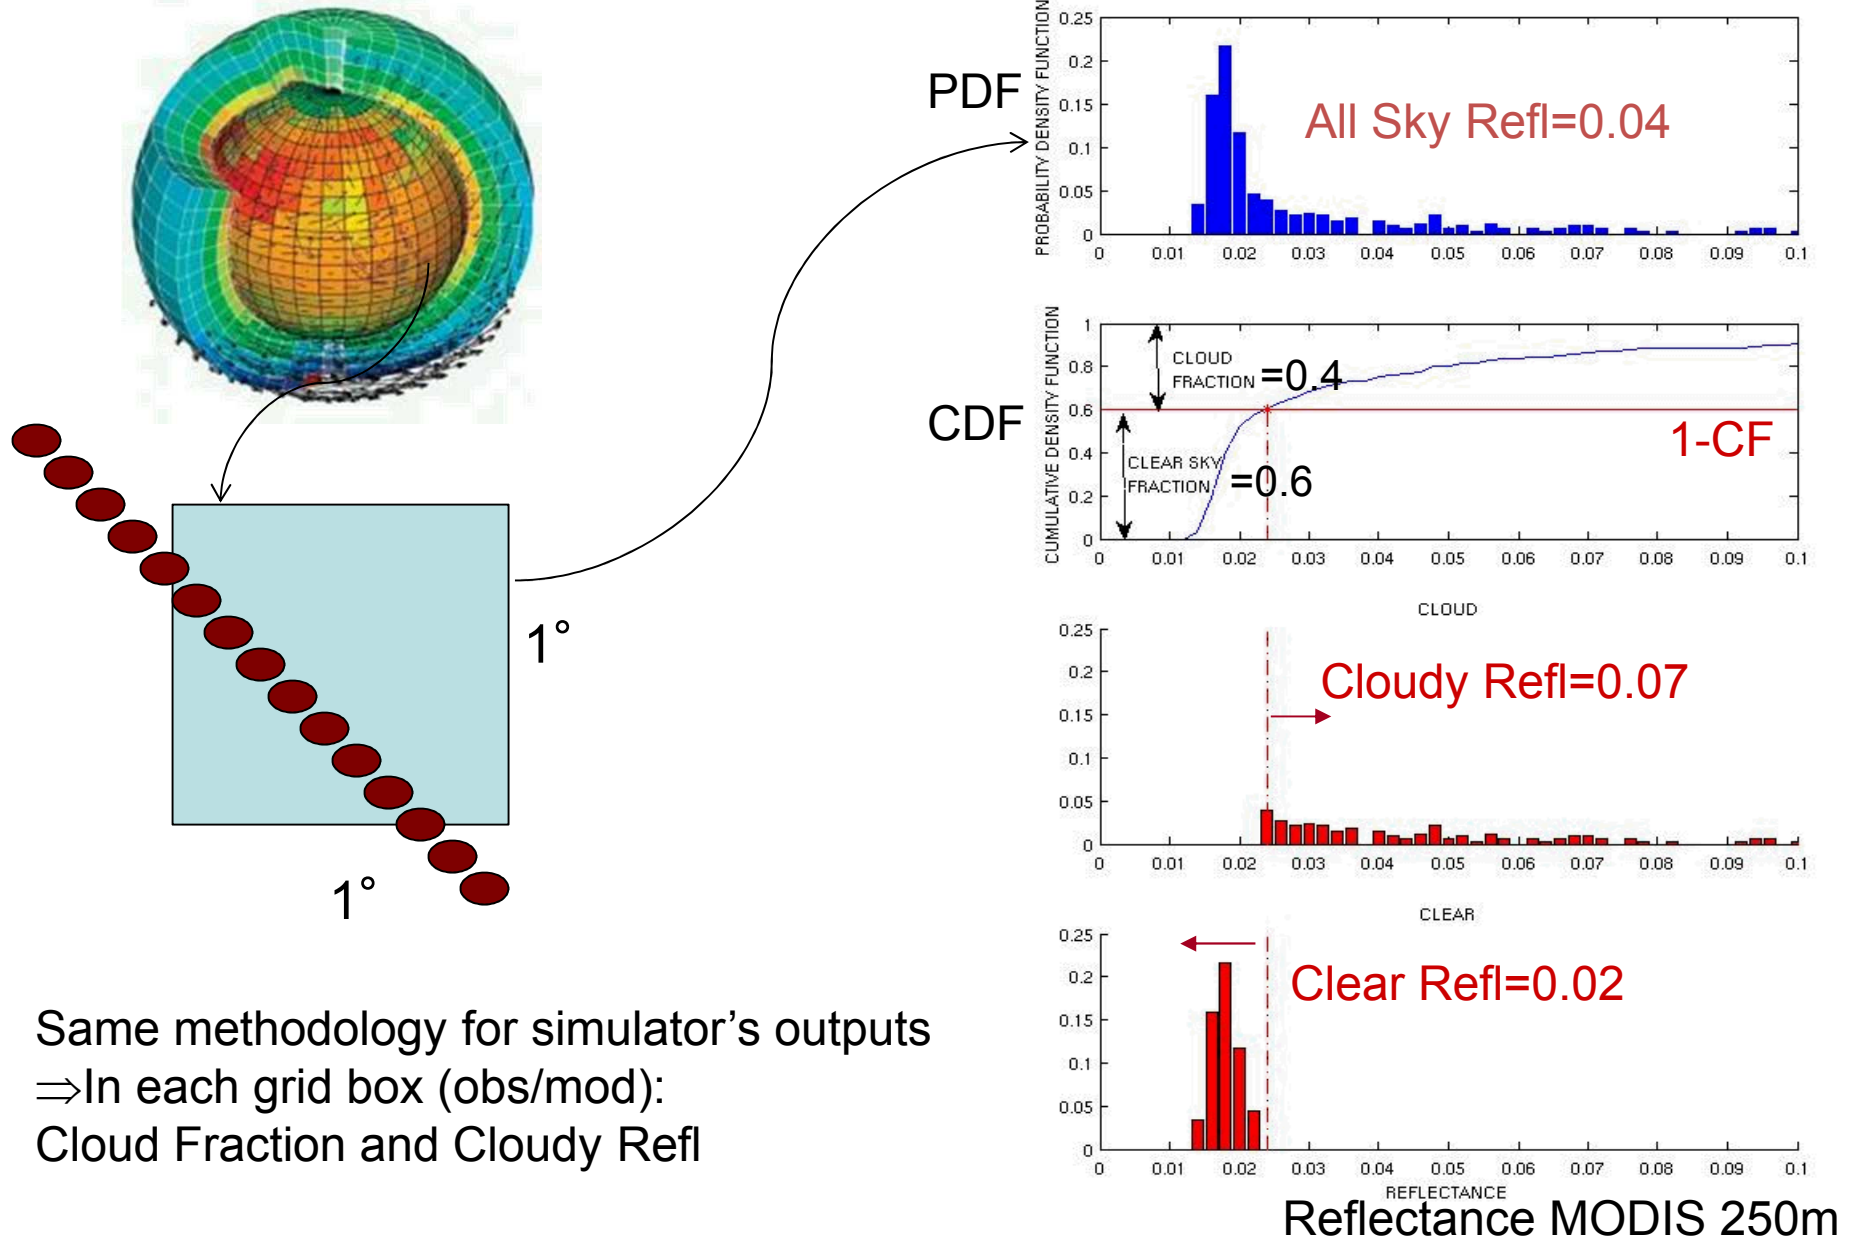 PDF
PROBABILITY DENSITY FUNCTION
0.25
0.2
0.15
0.1
0.05
0
All Sky Refl=0.04
0 0.01 0.02 0.03 0.04 0.05 0.06 0.07 0.08 0.09 0.1
CDF
CUMULATIVE DENSITY FUNCTION
1
0.8
0.6
0.4
0.2
0
CLOUD
FRACTION =0.4
1-CF
CLEAR SKY
FRACTION =0.6
0 0.01 0.02 0.03 0.04 0.05 0.06 0.07 0.08 0.09 0.1
CLOUD
0.25
0.2
0.15
0.1
0.05
0
Cloudy Refl=0.07
0 0.01 0.02 0.03 0.04 0.05 0.06 0.07 0.08 0.09 0.1
CLEAR
0.25
0.2
0.15
0.1
0.05
0
Clear Refl=0.02
0 0.01 0.02 0.03 0.04 0.05 0.06 0.07 0.08 0.09 0.1
REFLECTANCE
Reflectance MODIS 250m
1°
1°
Same methodology for simulator’s outputs
⇒In each grid box (obs/mod):
Cloud Fraction and Cloudy Refl